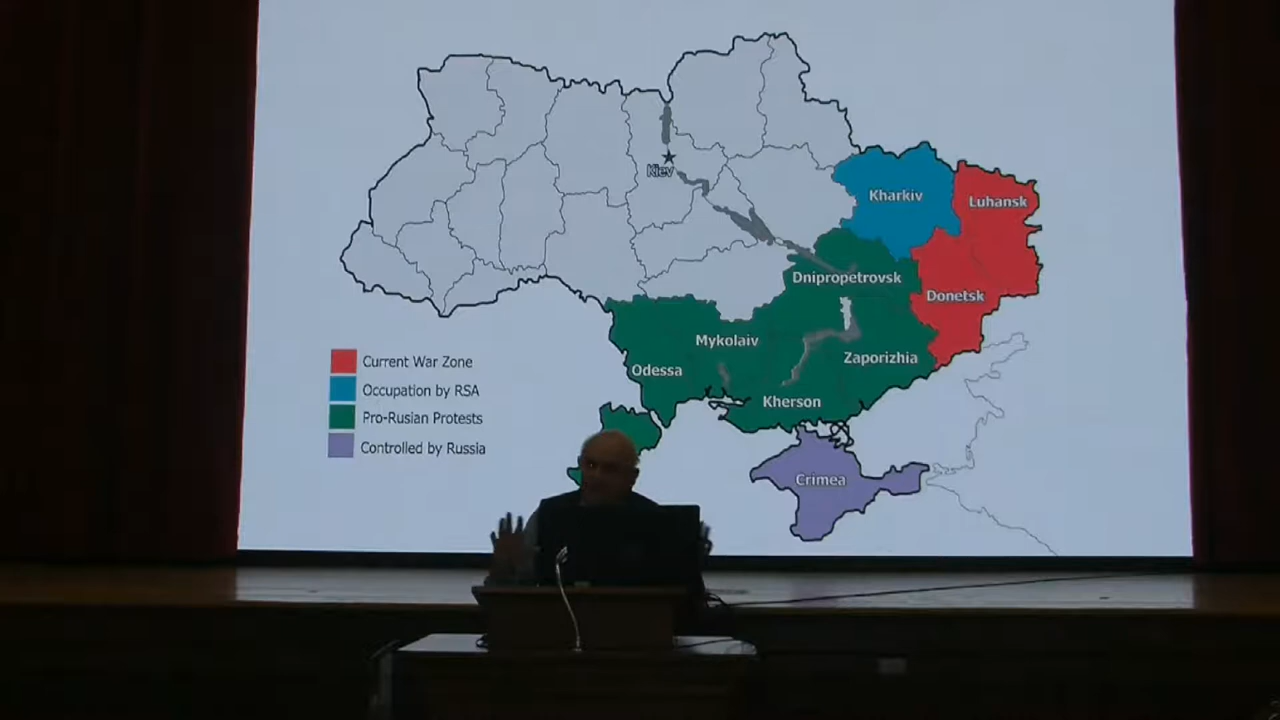 Kiev
Kharkiv
Luhansk
Dnipropetrovsk
Donetsk
Mykolaiv
Zaporizhia
Odessa
Kherson
Crimea
Current War Zone
Occupation by RSA
Pro-Rusian Protests
Controlled by Russia